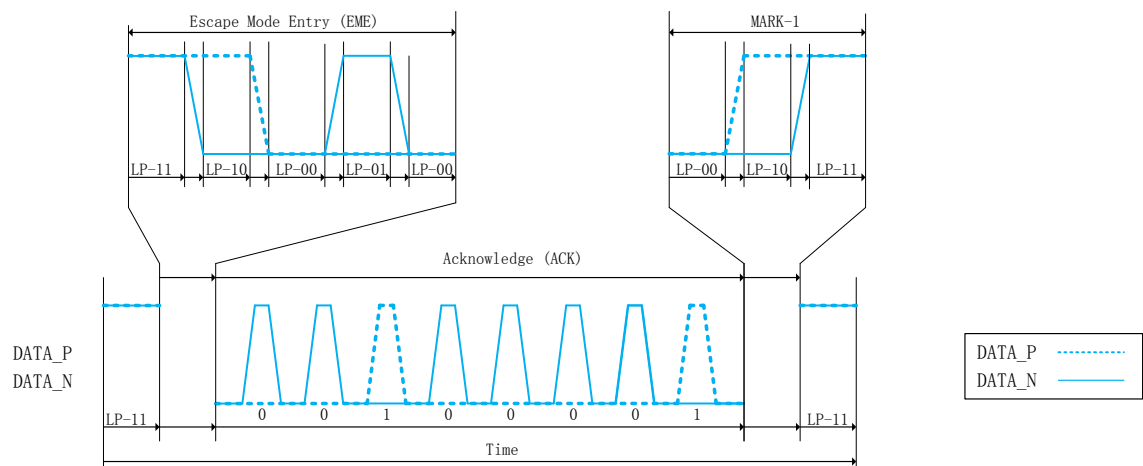 Escape Mode Entry (EME)
MARK-1
LP-11 LP-10 LP-00 LP-01 LP-00
LP-00 LP-10 LP-11
Acknowledge (ACK)
DATA_P
DATA_N
0 0 1 0 0 0 0 1
LP-11
LP-11
Time
DATA_P
DATA_N